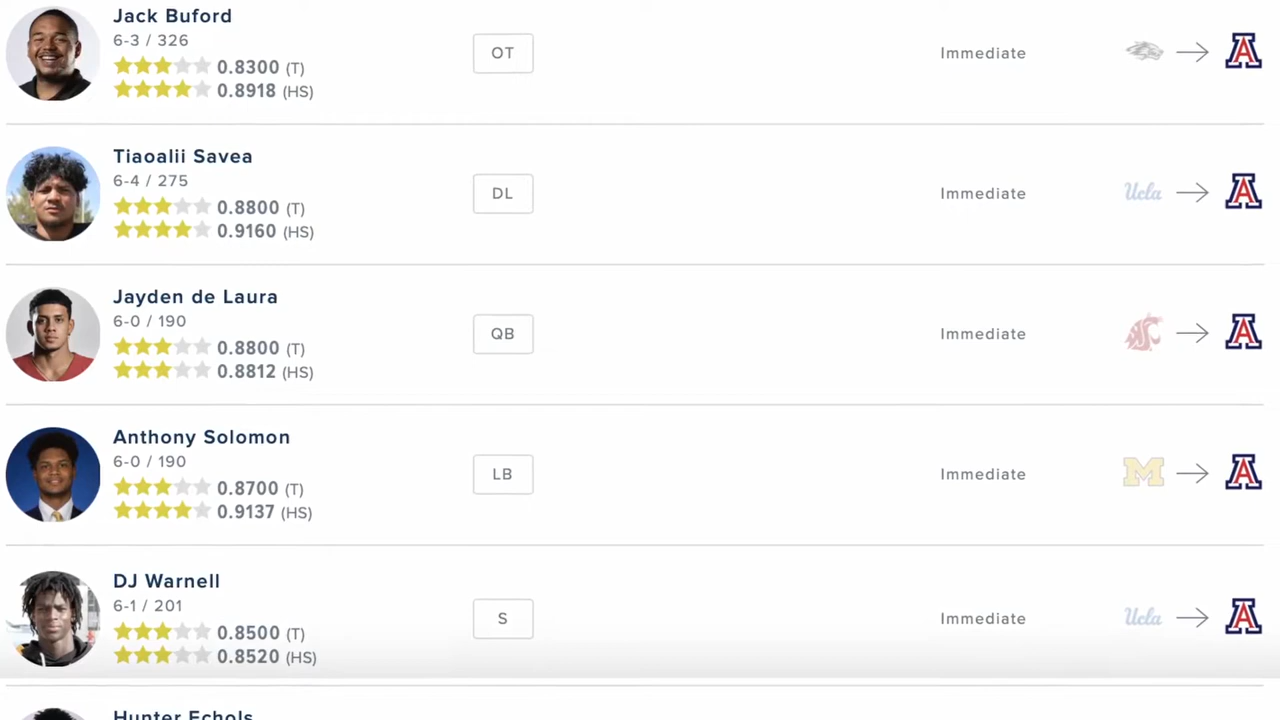 Jack Buford
6-3 / 326
0.8300 (T)
0.8918 (HS)
OT
Immediate
A
Tiaoalii Savea
6-4 / 275
0.8800 (T)
0.9160 (HS)
DL
Immediate
Ucla
A
Jayden de Laura
6-0 / 190
0.8800 (T)
0.8812 (HS)
QB
Immediate
A
Anthony Solomon
6-0 / 190
0.8700 (T)
0.9137 (HS)
LB
Immediate
M
A
DJ Warnell
6-1 / 201
0.8500 (T)
0.8520 (HS)
S
Immediate
Ucla
A
Hunter Echols